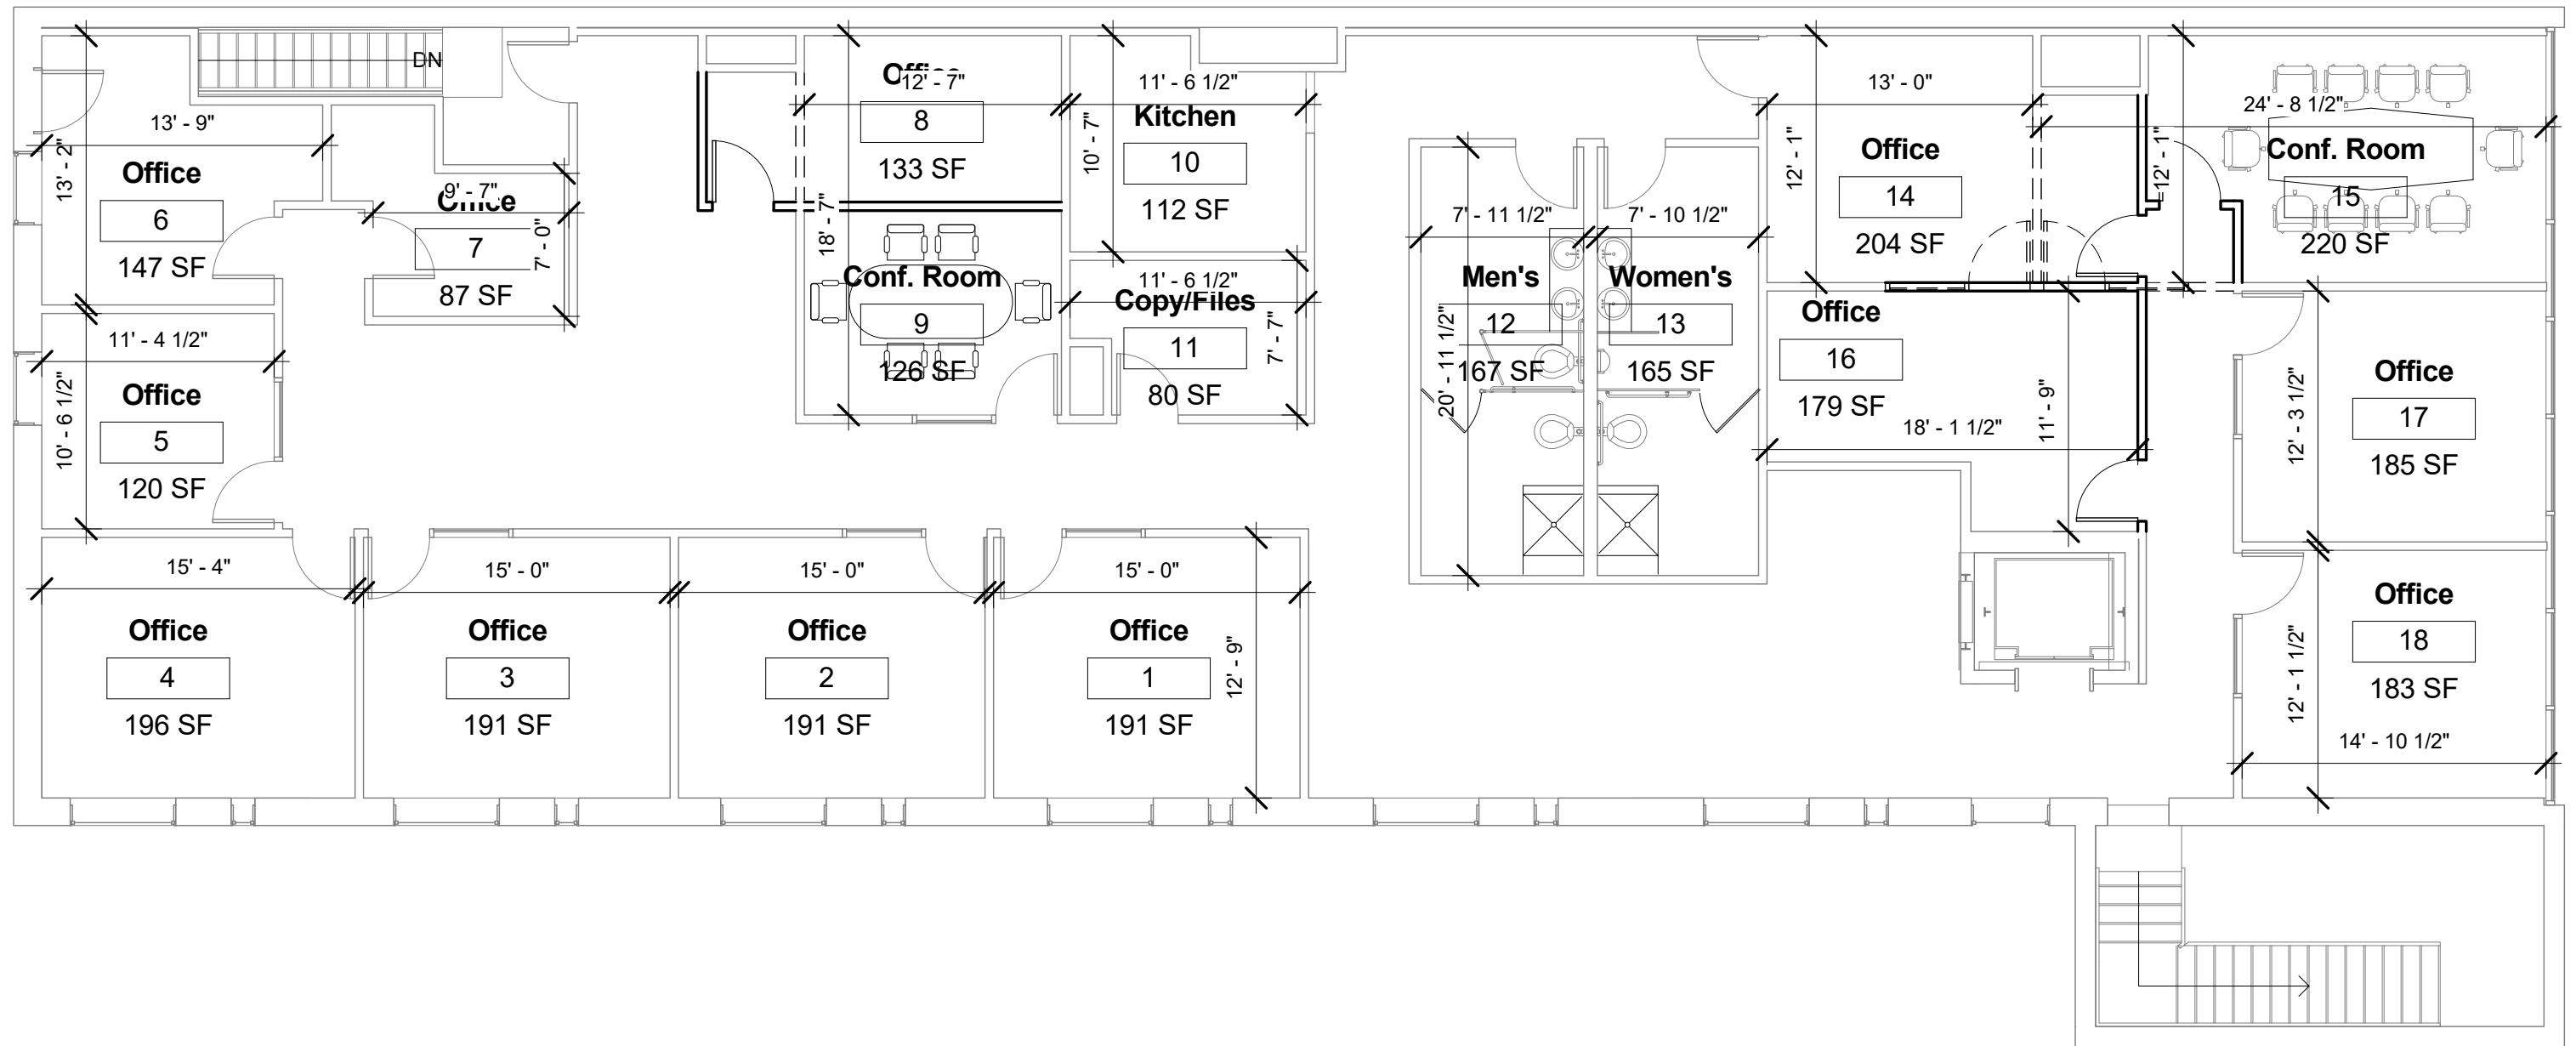 DN
13' - 9"
13' - 2"
Office
6
147 SF
9' - 7"
Office
7
87 SF
7' - 0"
11' - 4 1/2"
10' - 6 1/2"
Office
5
120 SF
15' - 4"
Office
4
196 SF
15' - 0"
Office
3
191 SF
15' - 0"
Office
2
191 SF
15' - 0"
Office
1
191 SF
12' - 9"
Office
12' - 7"
8
133 SF
18' - 7"
Conf. Room
9
126 SF
11' - 6 1/2"
Kitchen
10
112 SF
10' - 7"
11' - 6 1/2"
Copy/Files
11
80 SF
7' - 7"
7' - 11 1/2"
Men's
12
167 SF
20' - 11 1/2"
7' - 10 1/2"
Women's
13
165 SF
13' - 0"
12' - 1"
Office
14
204 SF
24' - 8 1/2"
12' - 1"
Conf. Room
15
220 SF
Office
16
179 SF
18' - 1 1/2"
11' - 9"
Office
17
185 SF
12' - 3 1/2"
Office
18
183 SF
12' - 1 1/2"
14' - 10 1/2"